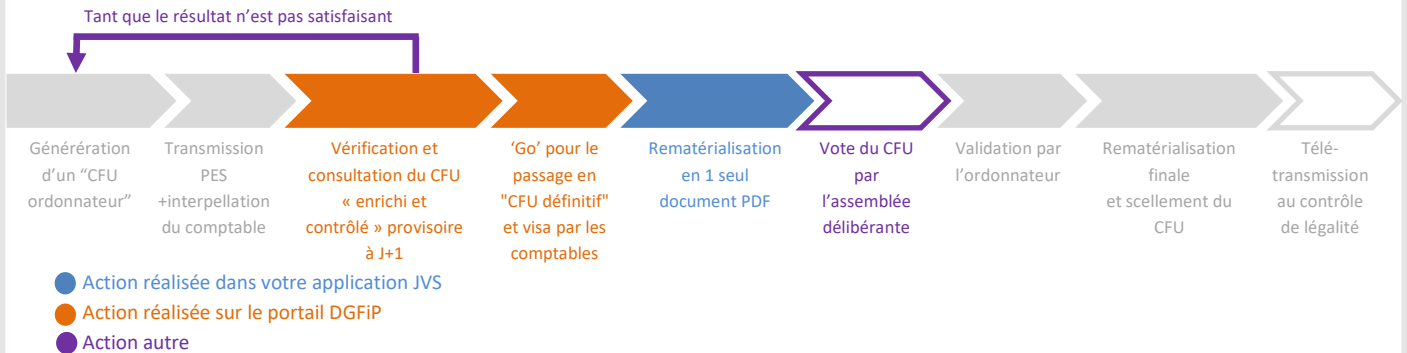 Tant que le résultat n’est pas satisfaisant
Générération
d’un “CFU
ordonnateur”
Transmission
PES
+interpellation
du comptable
Vérification et
consultation du CFU
« enrichi et
contrôlé » provisoire
à J+1
‘Go’ pour le
passage en
"CFU définitif"
et visa par les
comptables
Rematérialisation
en 1 seul
document PDF
Vote du CFU
par
l’assemblée
délibérante
Validation par
l’ordonnateur
Rematérialisation
finale
et scellement du
CFU
Télé-
transmission
au contrôle
de légalité
Action réalisée dans votre application JVS
Action réalisée sur le portail DGFiP
Action autre